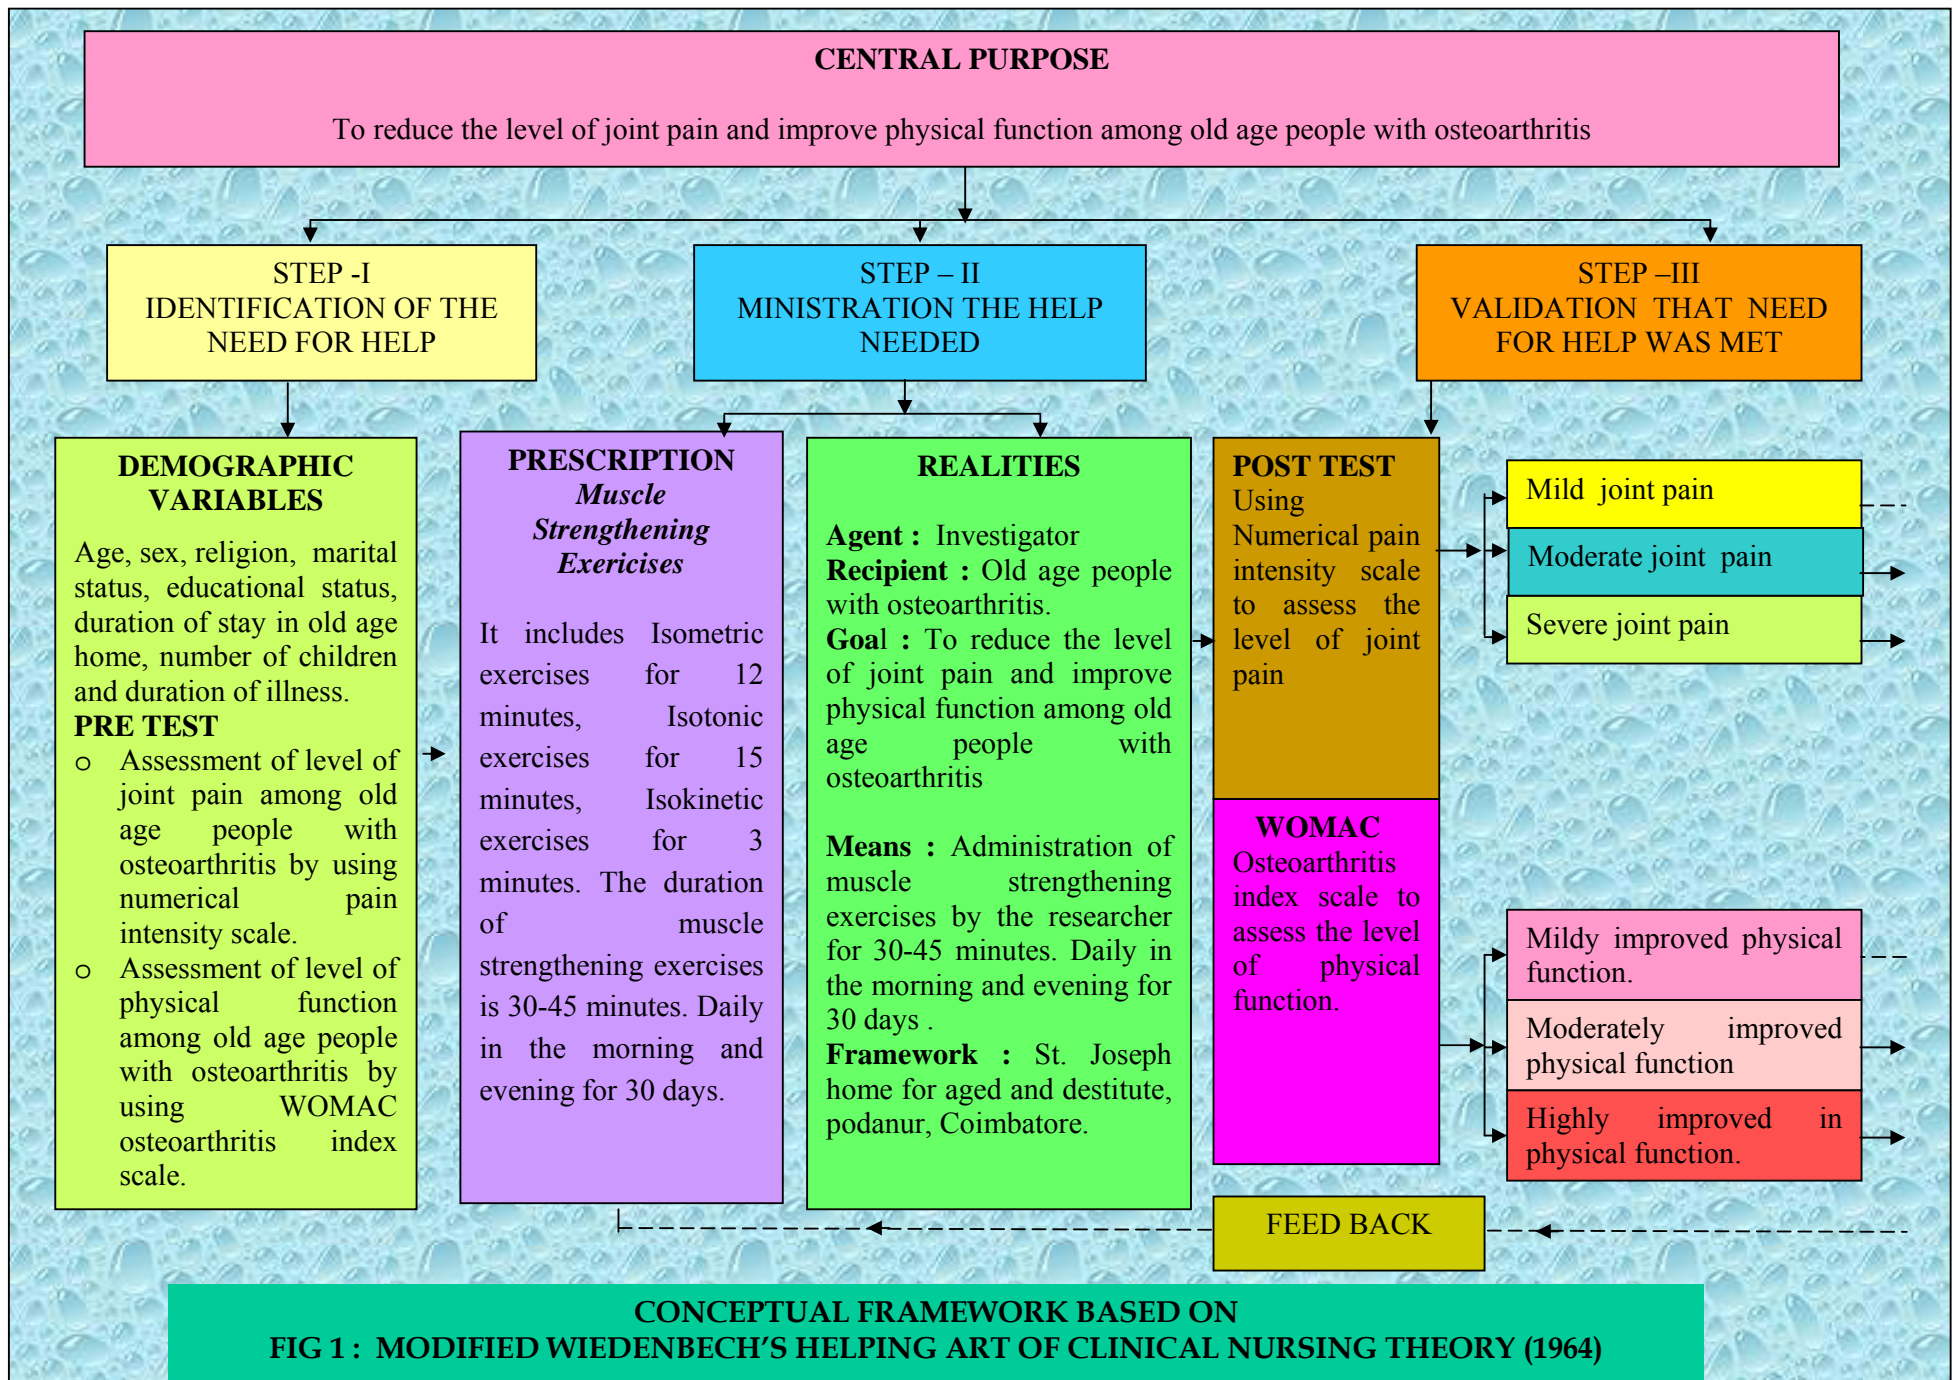 CENTRAL PURPOSE
To reduce the level of joint pain and improve physical function among old age people with osteoarthritis
STEP -I
IDENTIFICATION OF THE
NEED FOR HELP
STEP – II
MINISTRATION THE HELP
NEEDED
STEP –III
VALIDATION THAT NEED
FOR HELP WAS MET
DEMOGRAPHIC
VARIABLES
Age, sex, religion, marital
status, educational status,
duration of stay in old age
home, number of children
and duration of illness.
PRE TEST
o Assessment of level of
joint pain among old
age people with
osteoarthritis by using
numerical pain
intensity scale.
o Assessment of level of
physical function
among old age people
with osteoarthritis by
using WOMAC
osteoarthritis index
scale.
PRESCRIPTION
Muscle
Strengthening
Exericises
It includes Isometric
exercises for 12
minutes, Isotonic
exercises for 15
minutes, Isokinetic
exercises for 3
minutes. The duration
of muscle
strengthening exercises
is 30-45 minutes. Daily
in the morning and
evening for 30 days.
REALITIES
Agent : Investigator
Recipient : Old age people
with osteoarthritis.
Goal : To reduce the level
of joint pain and improve
physical function among old
age people with
osteoarthritis
Means : Administration of
muscle strengthening
exercises by the researcher
for 30-45 minutes. Daily in
the morning and evening for
30 days .
Framework : St. Joseph
home for aged and destitute,
podanur, Coimbatore.
POST TEST
Using
Numerical pain
intensity scale
to assess the
level of joint
pain
WOMAC
Osteoarthritis
index scale to
assess the level
of physical
function.
Mild joint pain
Moderate joint pain
Severe joint pain
Mildy improved physical
function.
Moderately improved
physical function
Highly improved in
physical function.
FEED BACK
CONCEPTUAL FRAMEWORK BASED ON
FIG 1 : MODIFIED WIEDENBECH'S HELPING ART OF CLINICAL NURSING THEORY (1964)